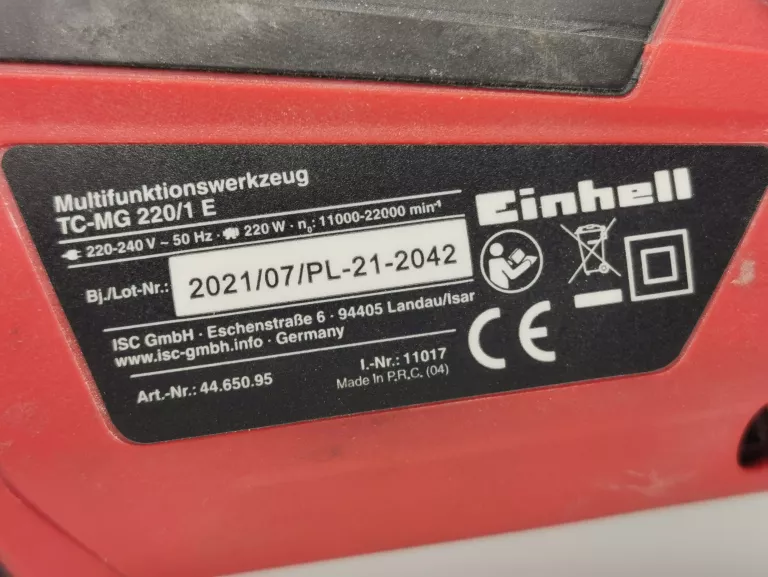 Multifunktionswerkzeug
TC-MG 220/1 E
220-240 V ~ 50 Hz · 220 W · n₀: 11000-22000 min⁻¹
Bj./Lot-Nr.: 2021/07/PL-21-2042
ISC GmbH · Eschenstraße 6 · 94405 Landau/Isar
www.isc-gmbh.info · Germany
Art.-Nr.: 44.650.95
I.-Nr.: 11017
Made In P.R.C. (04)
Einhell
CE